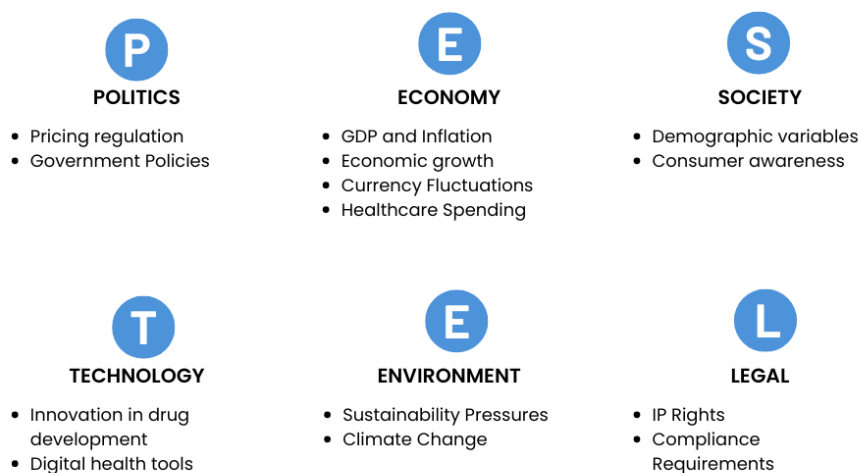 P
POLITICS
• Pricing regulation
• Government Policies
E
ECONOMY
• GDP and Inflation
• Economic growth
• Currency Fluctuations
• Healthcare Spending
S
SOCIETY
• Demographic variables
• Consumer awareness
T
TECHNOLOGY
• Innovation in drug
development
• Digital health tools
E
ENVIRONMENT
• Sustainability Pressures
• Climate Change
L
LEGAL
• IP Rights
• Compliance
Requirements